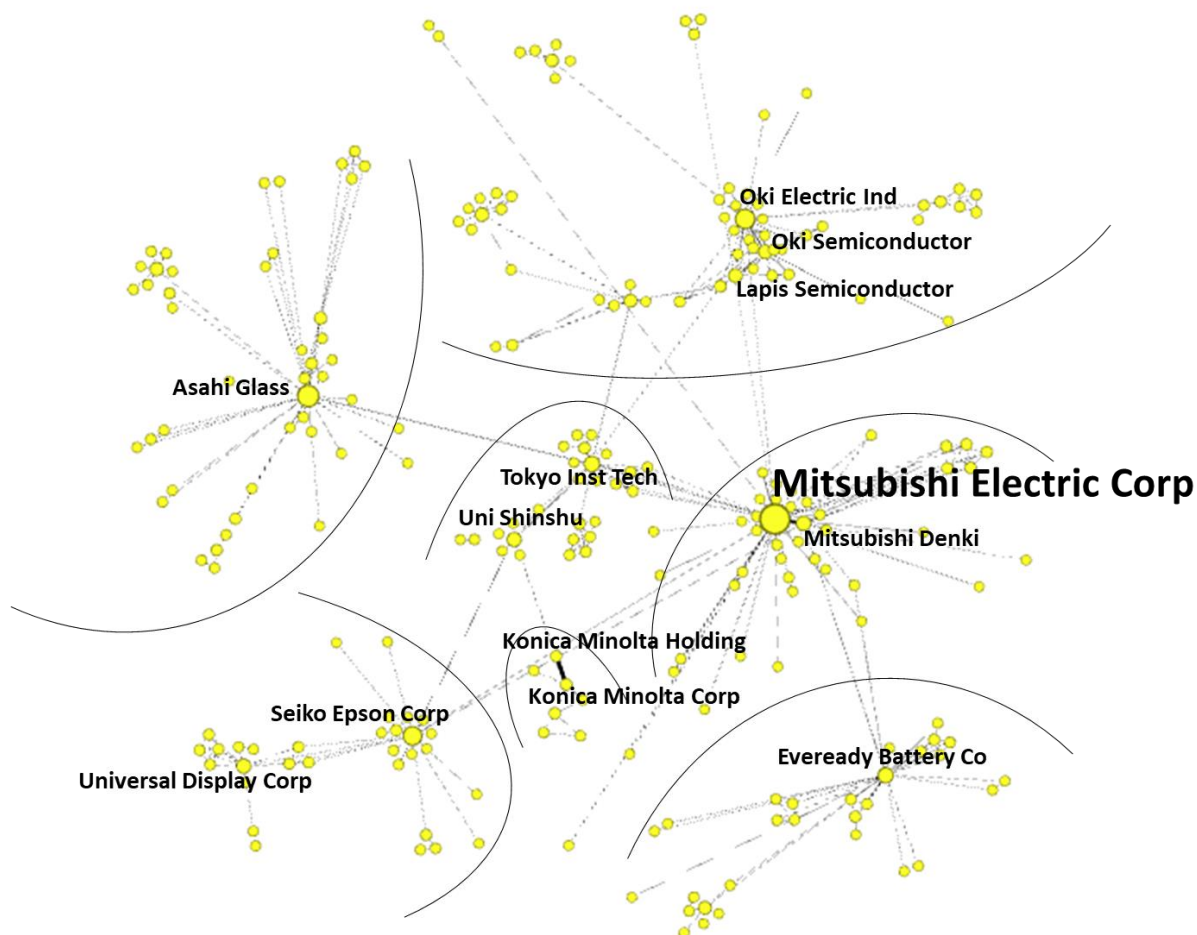 Oki Electric Ind
Oki Semiconductor
Lapis Semiconductor
Asahi Glass
Tokyo Inst Tech
Mitsubishi Electric Corp
Uni Shinshu
Mitsubishi Denki
Konica Minolta Holding
Konica Minolta Corp
Seiko Epson Corp
Eveready Battery Co
Universal Display Corp